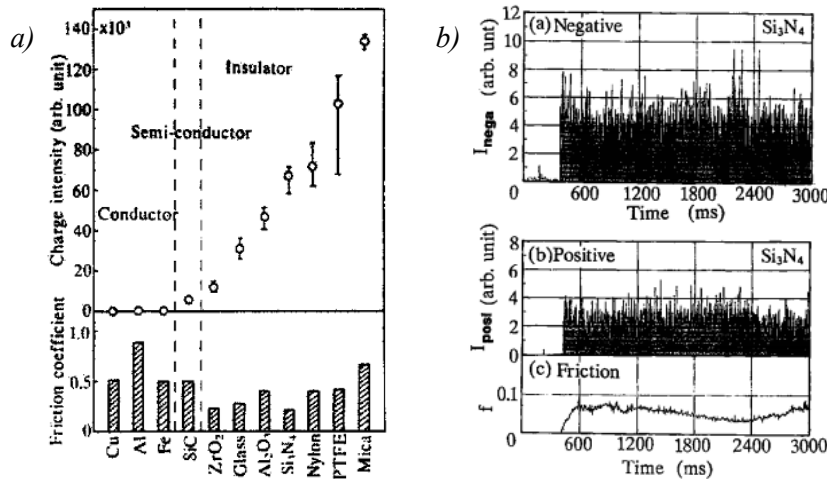 a)
×10³
140
120
100
80
60
40
20
0
Charge intensity (arb. unit)
Insulator
Semi-conductor
Conductor
Friction coefficient
1.0
0.5
0
Cu
Al
Fe
SiC
ZrO₂
Glass
Al₂O₃
Si₃N₄
Nylon
PTFE
Mica
b)
(a) Negative
Si₃N₄
I nega (arb. unt)
12
10
8
6
4
2
0
600 1200 1800 2400 3000
Time (ms)
(b) Positive
Si₃N₄
I posi (arb. unit)
8
6
4
2
0
(c) Friction
f
0.1
0
600 1200 1800 2400 3000
Time (ms)